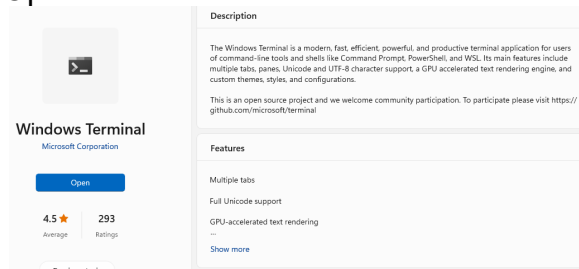 >_
Windows Terminal
Microsoft Corporation
Open
4.5 ★
Average
293
Ratings
Description
The Windows Terminal is a modern, fast, efficient, powerful, and productive terminal application for users
of command-line tools and shells like Command Prompt, PowerShell, and WSL. Its main features include
multiple tabs, panes, Unicode and UTF-8 character support, a GPU accelerated text rendering engine, and
custom themes, styles, and configurations.
This is an open source project and we welcome community participation. To participate please visit https://
github.com/microsoft/terminal
Features
Multiple tabs
Full Unicode support
GPU-accelerated text rendering
...
Show more